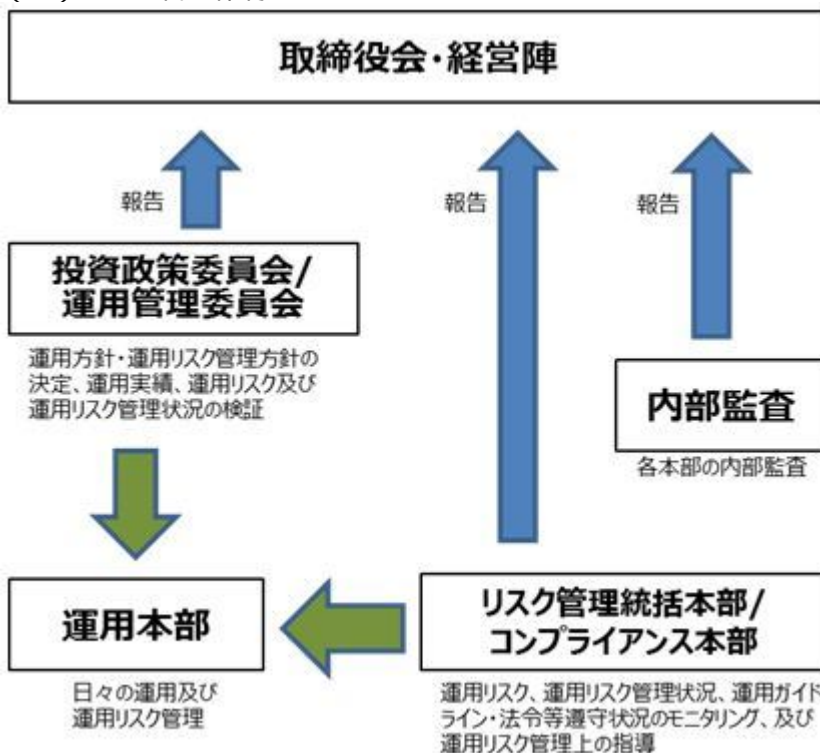 取締役会・経営陣
報告
報告
報告
投資政策委員会/
運用管理委員会
運用方針・運用リスク管理方針の
決定、運用実績、運用リスク及び
運用リスク管理状況の検証
内部監査
各本部の内部監査
運用本部
日々の運用及び
運用リスク管理
リスク管理統括本部/
コンプライアンス本部
運用リスク、運用リスク管理状況、運用ガイド
ライン・法令等遵守状況のモニタリング、及び
運用リスク管理上の指導